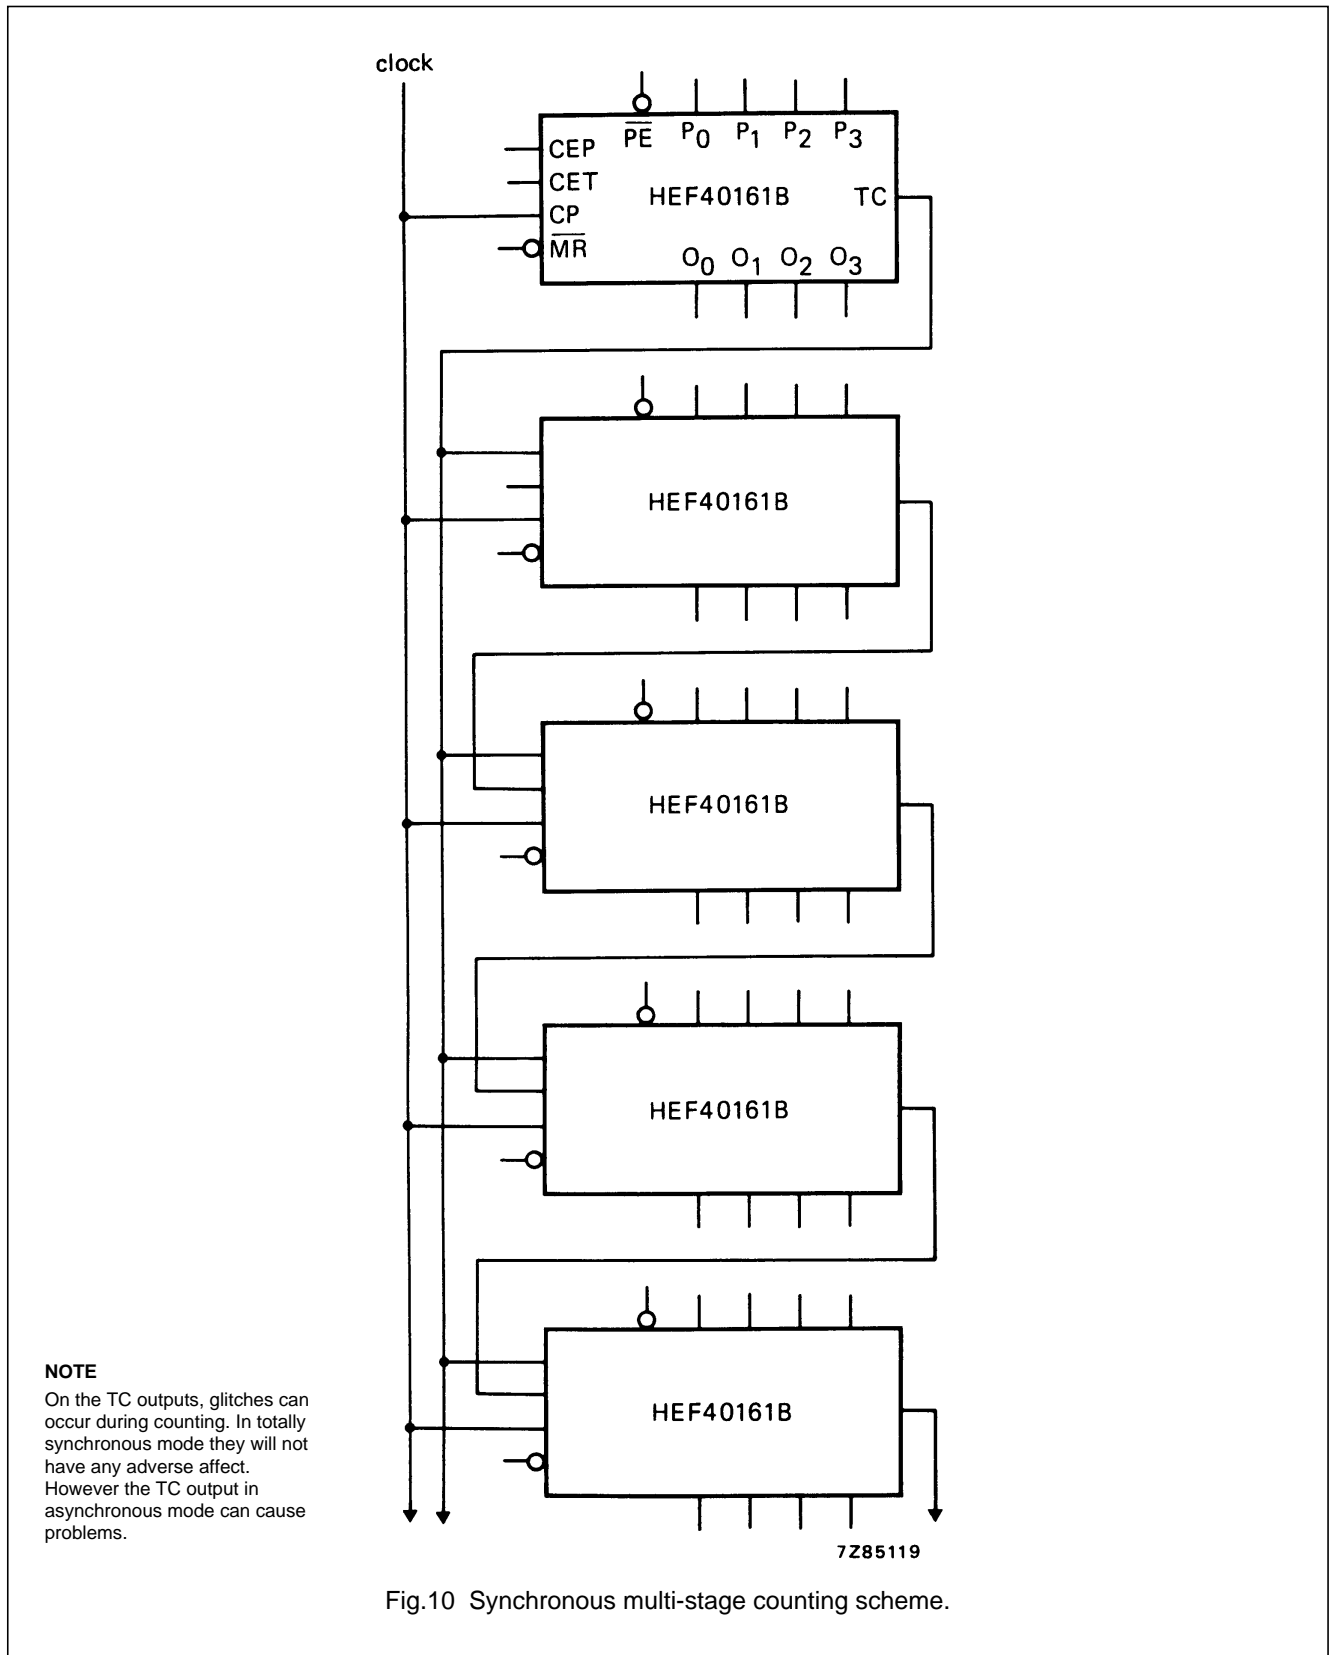 clock
PE P0 P1 P2 P3
CEP
CET
HEF40161B TC
CP
MR
O0 O1 O2 O3
HEF40161B
HEF40161B
HEF40161B
HEF40161B
NOTE
On the TC outputs, glitches can
occur during counting. In totally
synchronous mode they will not
have any adverse affect.
However the TC output in
asynchronous mode can cause
problems.
7Z85119
Fig.10 Synchronous multi-stage counting scheme.